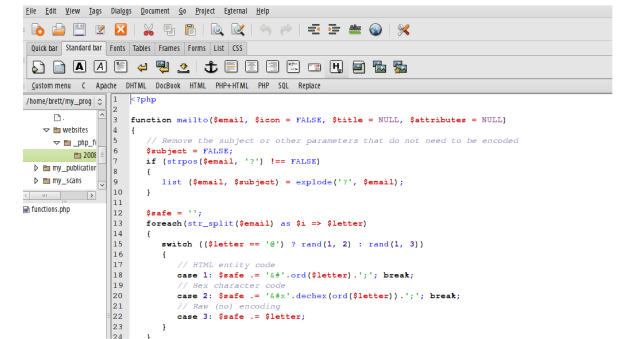 File Edit View Tags Dialogs Document Go Project External Help
Quick bar Standard bar Fonts Tables Frames Forms List CSS
Custom menu C Apache DHTML DocBook HTML PHP+HTML PHP SQL Replace
/home/brett/my_prog
websites
_php_f
2008
my_publication
my_scans
functions.php
1 <?php
2
3 function mailto($email, $icon = FALSE, $title = NULL, $attributes = NULL)
4 {
5 // Remove the subject or other parameters that do not need to be encoded
6 $subject = FALSE;
7 if (strpos($email, '?') !== FALSE)
8 {
9 list ($email, $subject) = explode('?', $email);
10 }
11
12 $safe = '';
13 foreach(str_split($email) as $i => $letter)
14 {
15 switch (($letter == '@') ? rand(1, 2) : rand(1, 3))
16 {
17 // HTML entity code
18 case 1: $safe .= '&#'.ord($letter).';'; break;
19 // Hex character code
20 case 2: $safe .= '&#x'.dechex(ord($letter)).';'; break;
21 // Raw (no) encoding
22 case 3: $safe .= $letter;
23 }
24 }